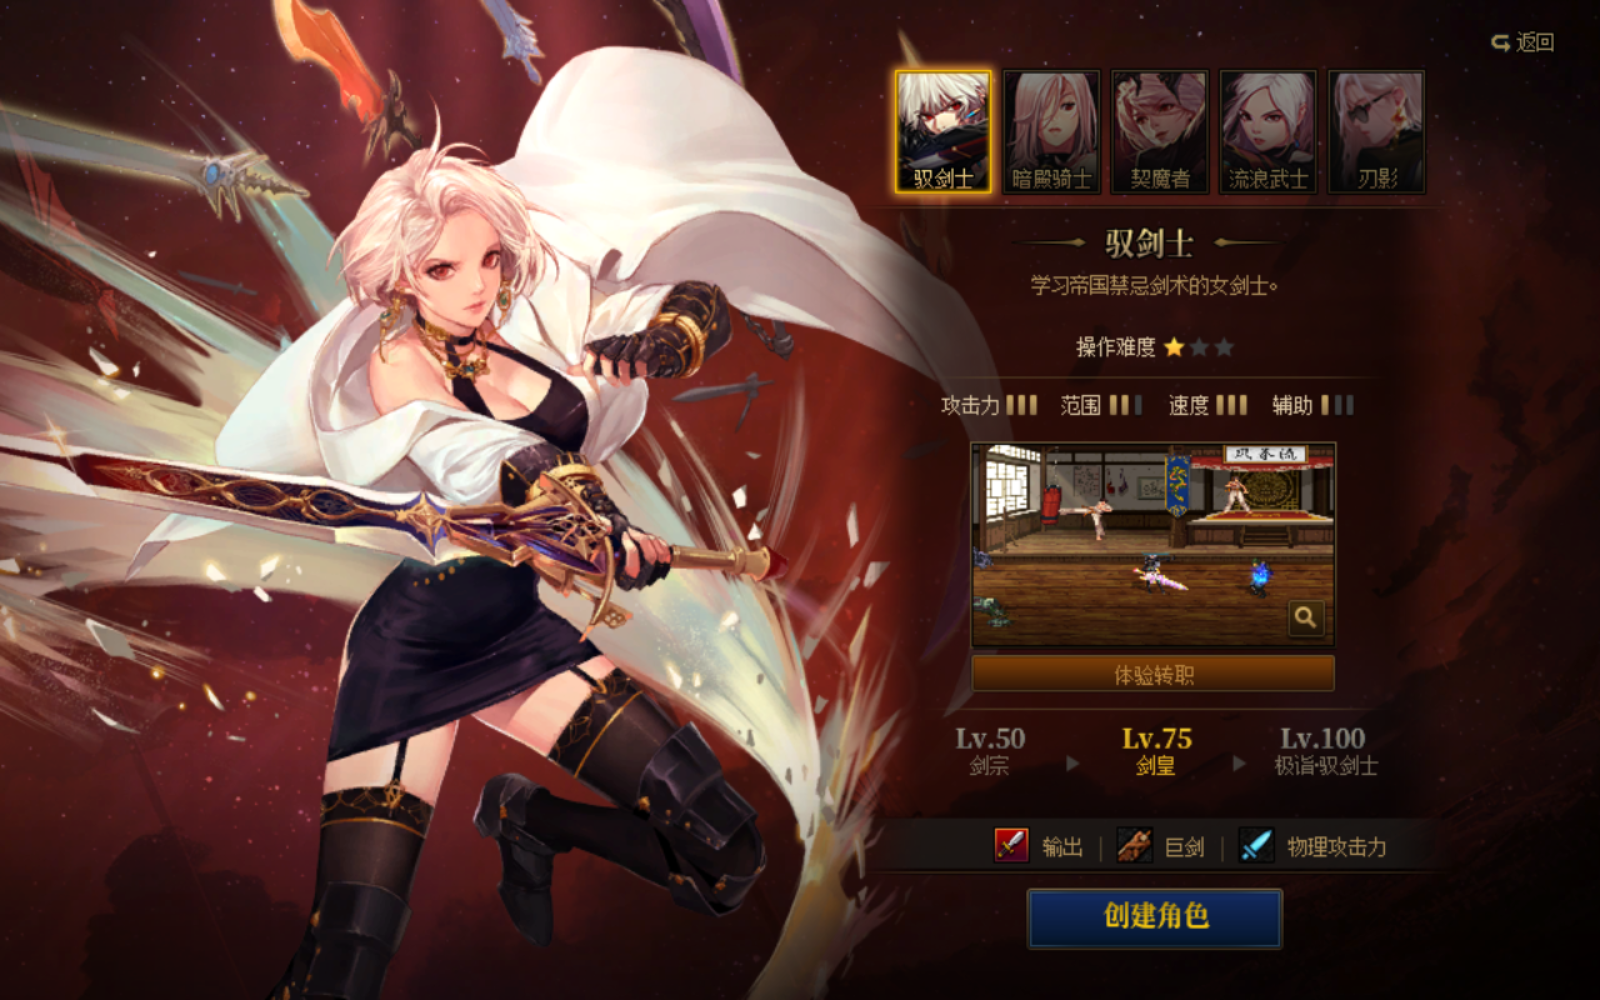 返回
驭剑士
暗殿骑士
契魔者
流浪武士
刃影
驭剑士
学习帝国禁忌剑术的女剑士。
操作难度
攻击力 范围 速度 辅助
体验转职
Lv.50 Lv.75 Lv.100
剑宗 剑皇 极诣·驭剑士
输出 | 巨剑 | 物理攻击力
创建角色